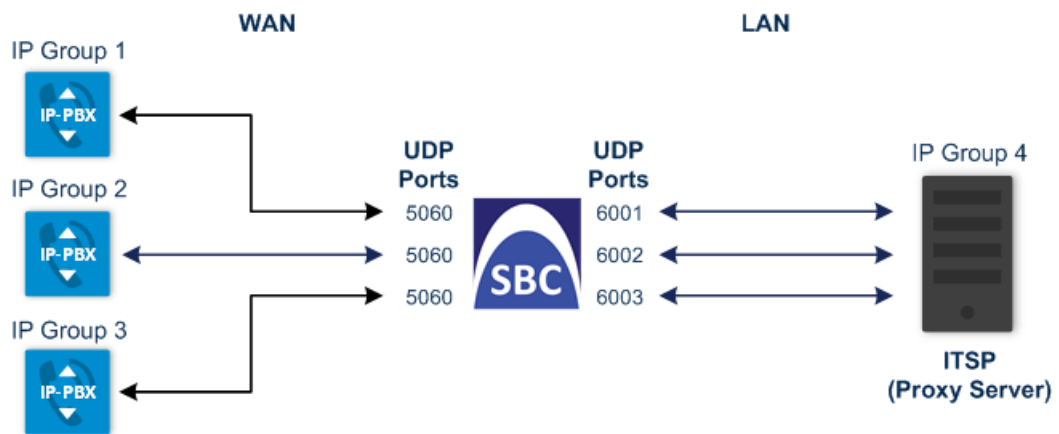 WAN
LAN
IP Group 1
IP-PBX
IP Group 2
IP-PBX
IP Group 3
IP-PBX
UDP
Ports
5060
5060
5060
SBC
UDP
Ports
6001
6002
6003
IP Group 4
ITSP
(Proxy Server)